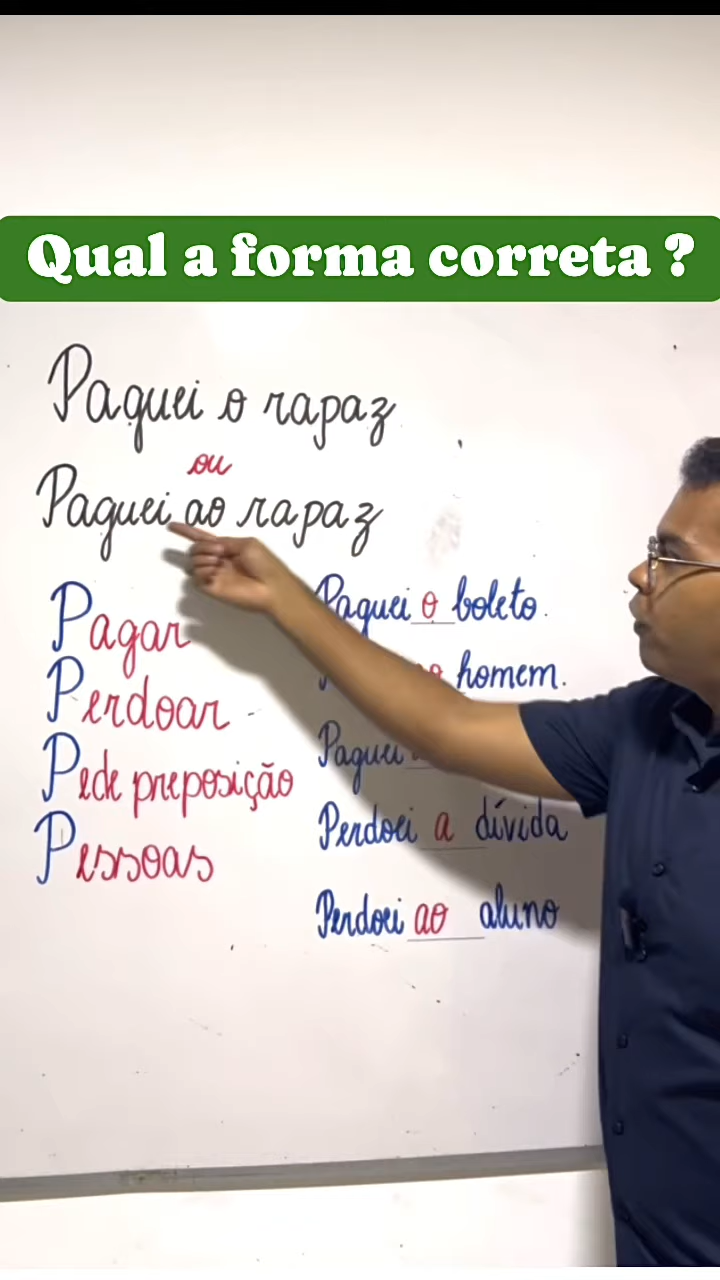 Qual a forma correta ?
Paguei o rapaz
ou
Paguei ao rapaz
Pagar
Perdoar
Pede preposição
Pessoas
Paguei o boleto.
homem.
Paguei
Perdoei a dívida
Perdoei ao aluno